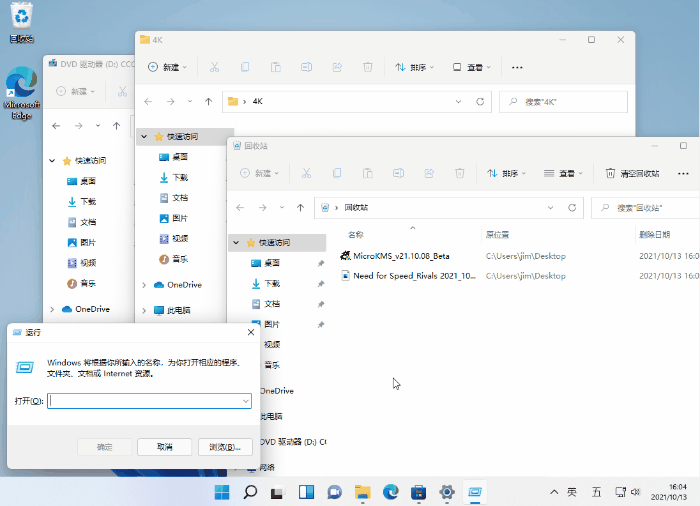 回收站
Microsoft
Edge
DVD 驱动器 (D:) CCC
新建
快速访问
桌面
下载
文档
图片
视频
音乐
OneDrive
4K
新建
排序
查看
4K
搜索"4K"
快速访问
桌面
下载
文档
图片
视频
音乐
OneDrive
此电脑
回收站
新建
排序
查看
清空回收站
回收站
搜索"回收站"
快速访问
桌面
下载
文档
图片
视频
音乐
OneDrive
此电脑
DVD 驱动器 (D:) CC
网络
名称 原位置 删除日期
MicroKMS_v21.10.08_Beta C:\Users\jim\Desktop 2021/10/13 16:0
Need for Speed_Rivals 2021_10... C:\Users\jim\Desktop 2021/10/13 16:04
运行
Windows 将根据你所输入的名称，为你打开相应的程序、
文件夹、文档或 Internet 资源。
打开(O):
确定 取消 浏览(B)...
英 五 16:04
2021/10/13